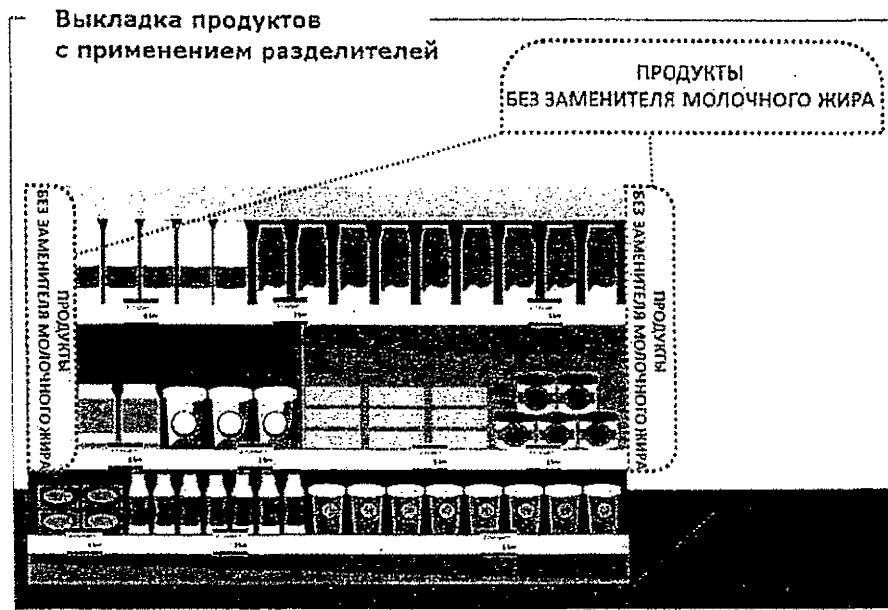 Выкладка продуктов
с применением разделителей
ПРОДУКТЫ
БЕЗ ЗАМЕНИТЕЛЯ МОЛОЧНОГО ЖИРА
ПРОДУКТЫ
БЕЗ ЗАМЕНИТЕЛЯ МОЛОЧНОГО ЖИРА
ПРОДУКТЫ
БЕЗ ЗАМЕНИТЕЛЯ МОЛОЧНОГО ЖИРА